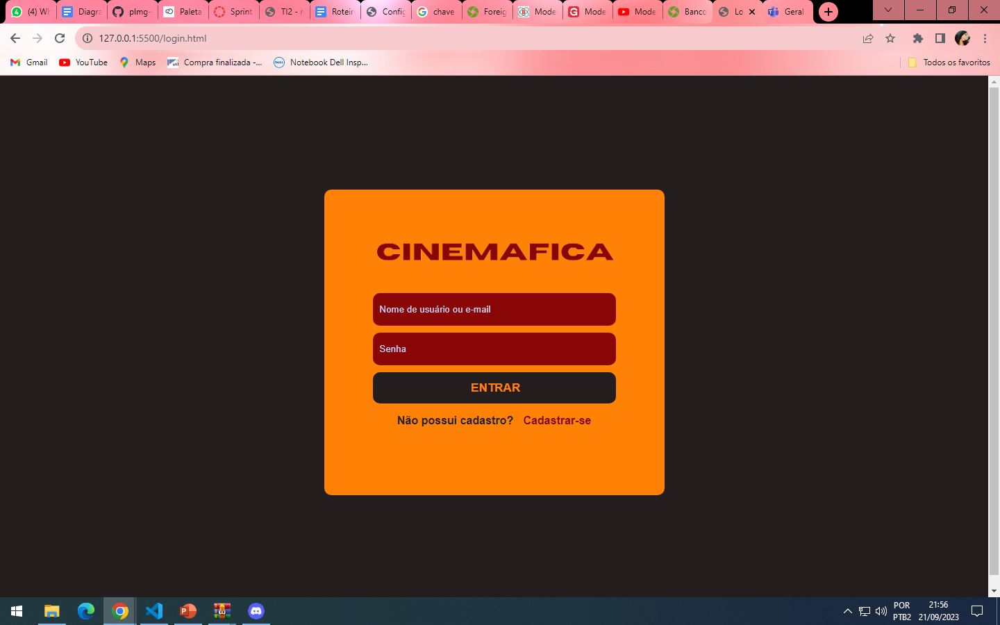 (4) Wh
Diagra
plmg-
Paleta
Sprint
TI2 - r
Roteir
Config
chave
Foreig
Mode
Mode
Mode
Banco
Lo
Geral
127.0.0.1:5500/login.html
Gmail
YouTube
Maps
Compra finalizada -...
Notebook Dell Insp...
Todos os favoritos
CINEMAFICA
Nome de usuário ou e-mail
Senha
ENTRAR
Não possui cadastro? Cadastrar-se
POR
PTB2
21:56
21/09/2023